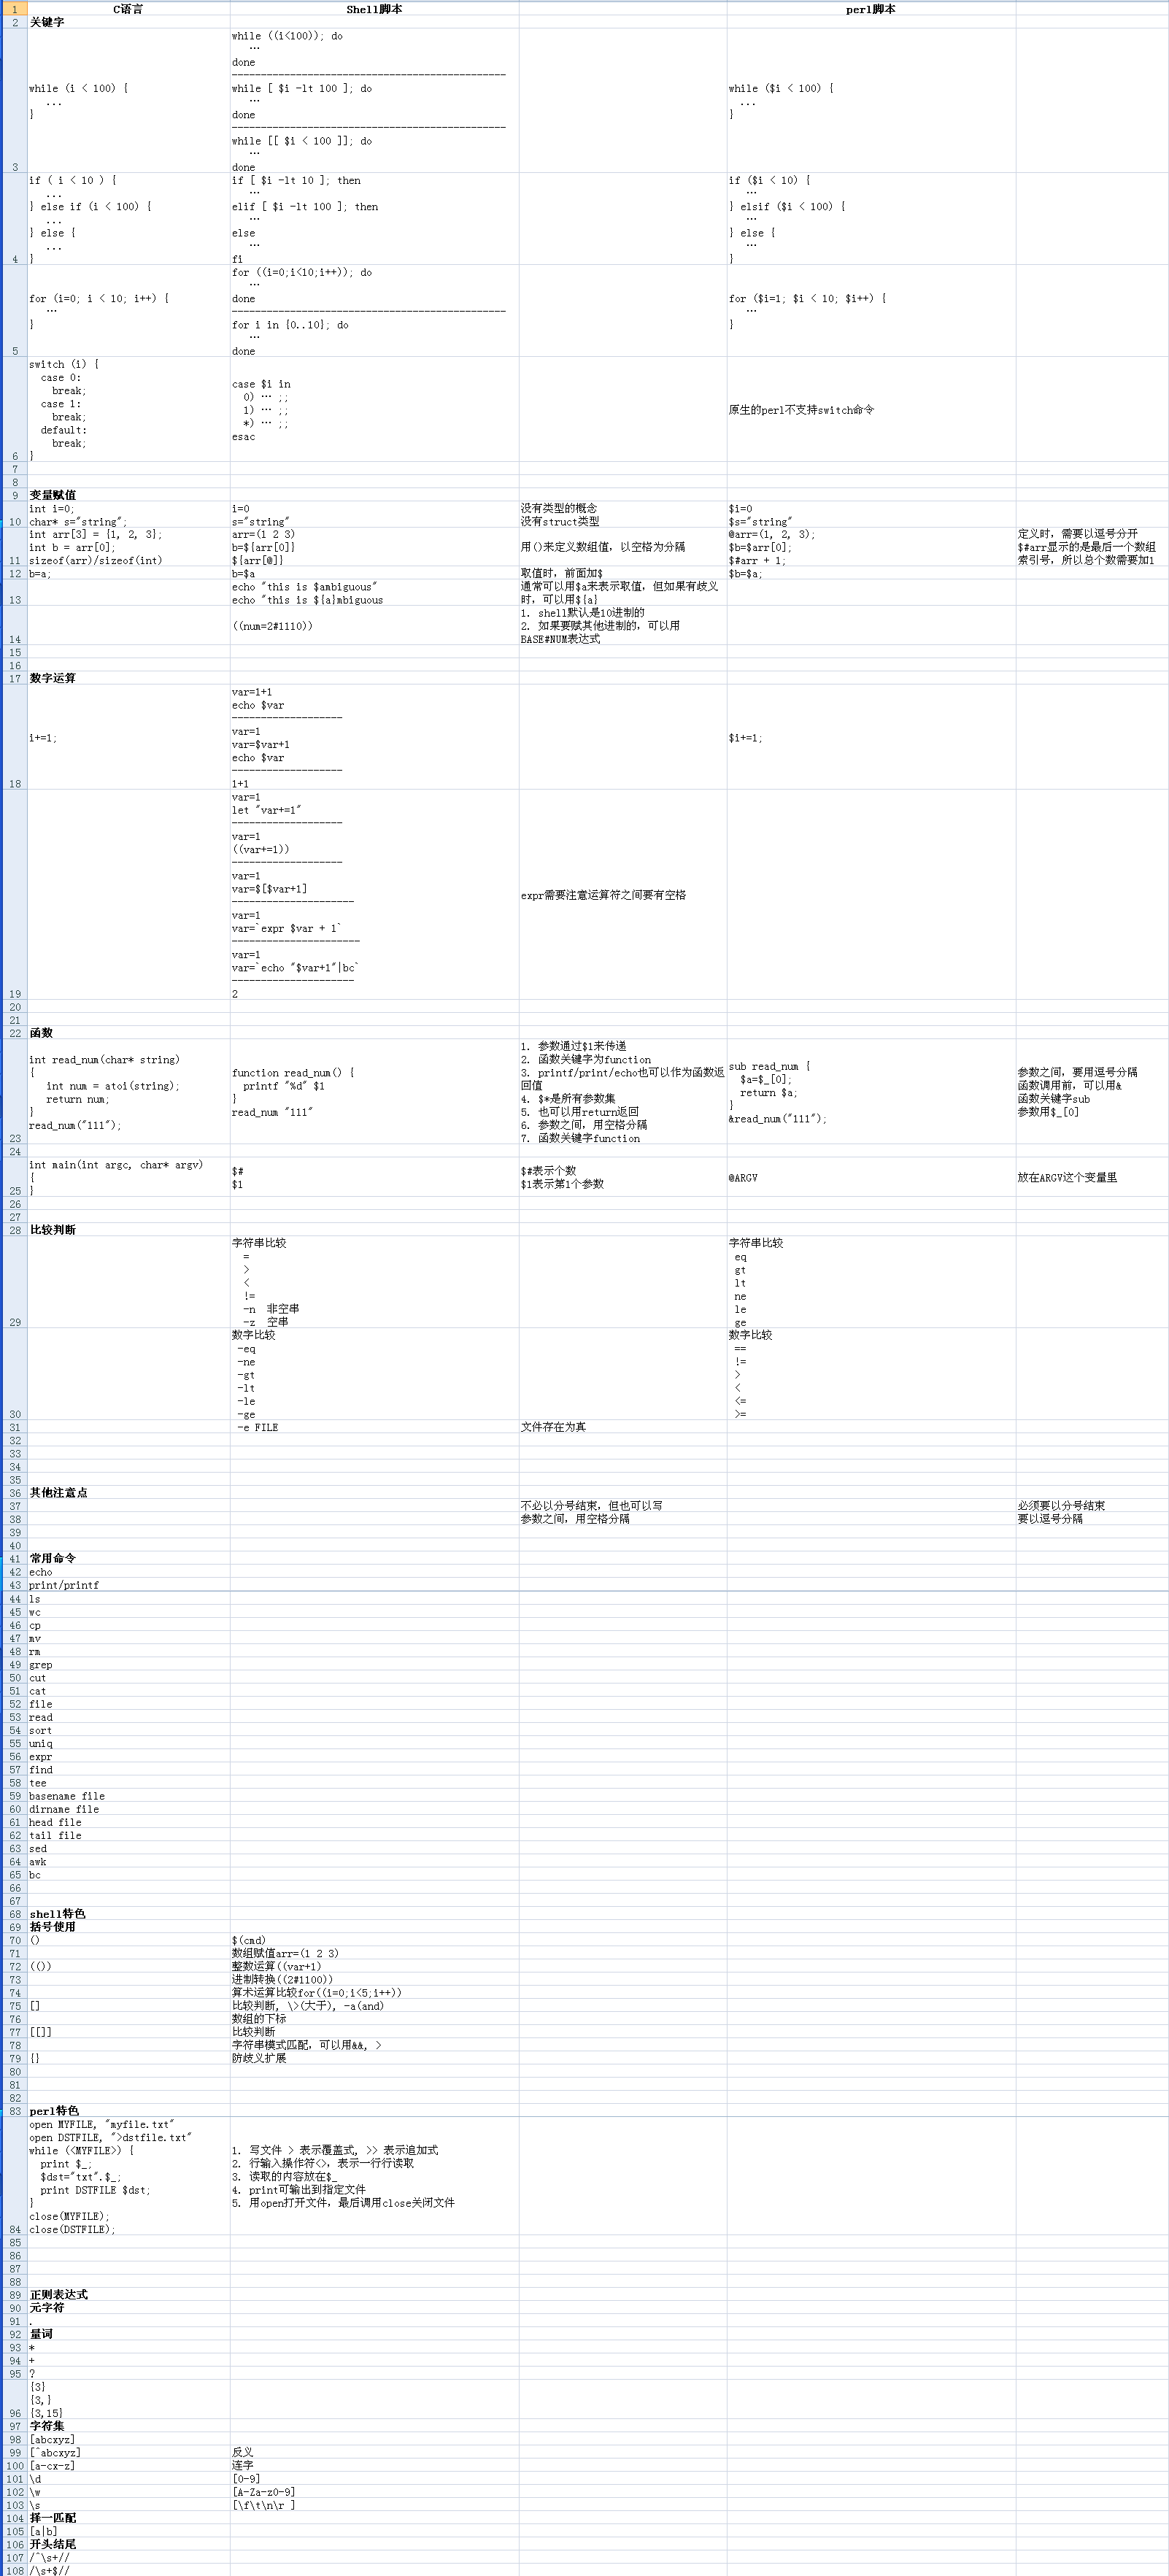 1 C语言 Shell脚本 perl脚本
2 关键字
while (i < 100) {
...
}
while ((i<100)); do
…
done
-----------------------------------------------
while [ $i -lt 100 ]; do
…
done
-----------------------------------------------
while [[ $i < 100 ]]; do
…
done
while ($i < 100) {
...
}
3
if ( i < 10 ) {
...
} else if (i < 100) {
...
} else {
...
}
if [ $i -lt 10 ]; then
…
elif [ $i -lt 100 ]; then
…
else
…
fi
if ($i < 10) {
…
} elsif ($i < 100) {
…
} else {
…
}
4
for (i=0; i < 10; i++) {
…
}
for ((i=0;i<10;i++)); do
…
done
-----------------------------------------------
for i in {0..10}; do
…
done
for ($i=1; $i < 10; $i++) {
…
}
5
switch (i) {
case 0:
break;
case 1:
break;
default:
break;
}
case $i in
0) … ;;
1) … ;;
*) … ;;
esac
原生的perl不支持switch命令
6
7
8
9 变量赋值
int i=0;
char* s="string";
i=0
s="string"
没有类型的概念
没有struct类型
$i=0
$s="string"
10
int arr[3] = {1, 2, 3};
int b = arr[0];
sizeof(arr)/sizeof(int)
arr=(1 2 3)
b=${arr[0]}
${arr[@]}
用()来定义数组值，以空格为分隔
@arr=(1, 2, 3);
$b=$arr[0];
$#arr + 1;
定义时，需要以逗号分开
$#arr显示的是最后一个数组
索引号，所以总个数需要加1
11
12 b=a; b=$a 取值时，前面加$ $b=$a;
echo "this is $ambiguous"
echo "this is ${a}mbiguous
通常可以用$a来表示取值，但如果有歧义
时，可以用${a}
13
((num=2#1110))
1. shell默认是10进制的
2. 如果要赋其他进制的，可以用
BASE#NUM表达式
14
15
16
17 数字运算
i+=1;
var=1+1
echo $var
-------------------
var=1
var=$var+1
echo $var
-------------------
1+1
$i+=1;
18
var=1
let "var+=1"
-------------------
var=1
((var+=1))
-------------------
var=1
var=$[$var+1]
---------------------
var=1
var=`expr $var + 1`
----------------------
var=1
var=`echo "$var+1"|bc`
---------------------
2
expr需要注意运算符之间要有空格
19
20
21
22 函数
int read_num(char* string)
{
int num = atoi(string);
return num;
}
read_num("111");
function read_num() {
printf "%d" $1
}
read_num "111"
1. 参数通过$1来传递
2. 函数关键字为function
3. printf/print/echo也可以作为函数返
回值
4. $*是所有参数集
5. 也可以用return返回
6. 参数之间，用空格分隔
7. 函数关键字function
sub read_num {
$a=$_[0];
return $a;
}
&read_num("111");
参数之间，要用逗号分隔
函数调用前，可以用&
函数关键字sub
参数用$_[0]
23
24
int main(int argc, char* argv)
{
}
$#
$1
$#表示个数
$1表示第1个参数
@ARGV
放在ARGV这个变量里
25
26
27
28 比较判断
字符串比较
=
>
<
!=
-n 非空串
-z 空串
字符串比较
eq
gt
lt
ne
le
ge
29
数字比较
-eq
-ne
-gt
-lt
-le
-ge
数字比较
==
!=
>
<
<=
>=
30
31 -e FILE 文件存在为真
32
33
34
35
36 其他注意点
37 不必以分号结束，但也可以写 必须要以分号结束
38 参数之间，用空格分隔 要以逗号分隔
39
40
41 常用命令
42 echo
43 print/printf
44 ls
45 wc
46 cp
47 mv
48 rm
49 grep
50 cut
51 cat
52 file
53 read
54 sort
55 uniq
56 expr
57 find
58 tee
59 basename file
60 dirname file
61 head file
62 tail file
63 sed
64 awk
65 bc
66
67
68 shell特色
69 括号使用
70 () $(cmd)
71 数组赋值arr=(1 2 3)
72 (()) 整数运算((var+1)
73 进制转换((2#1100))
74 算术运算比较for((i=0;i<5;i++))
75 [] 比较判断, \>(大于), -a(and)
76 数组的下标
77 [[]] 比较判断
78 字符串模式匹配，可以用&&, >
79 {} 防歧义扩展
80
81
82
83 perl特色
open MYFILE, "myfile.txt"
open DSTFILE, ">dstfile.txt"
while (<MYFILE>) {
print $_;
$dst="txt".$_;
print DSTFILE $dst;
}
close(MYFILE);
close(DSTFILE);
1. 写文件 > 表示覆盖式, >> 表示追加式
2. 行输入操作符<>，表示一行行读取
3. 读取的内容放在$_
4. print可输出到指定文件
5. 用open打开文件，最后调用close关闭文件
84
85
86
87
88
89 正则表达式
90 元字符
91 .
92 量词
93 *
94 +
95 ?
{3}
{3,}
96 {3,15}
97 字符集
98 [abcxyz]
99 [^abcxyz] 反义
100 [a-cx-z] 连字
101 \d [0-9]
102 \w [A-Za-z0-9]
103 \s [\f\t\n\r ]
104 择一匹配
105 [a|b]
106 开头结尾
107 /^\s+//
108 /\s+$//